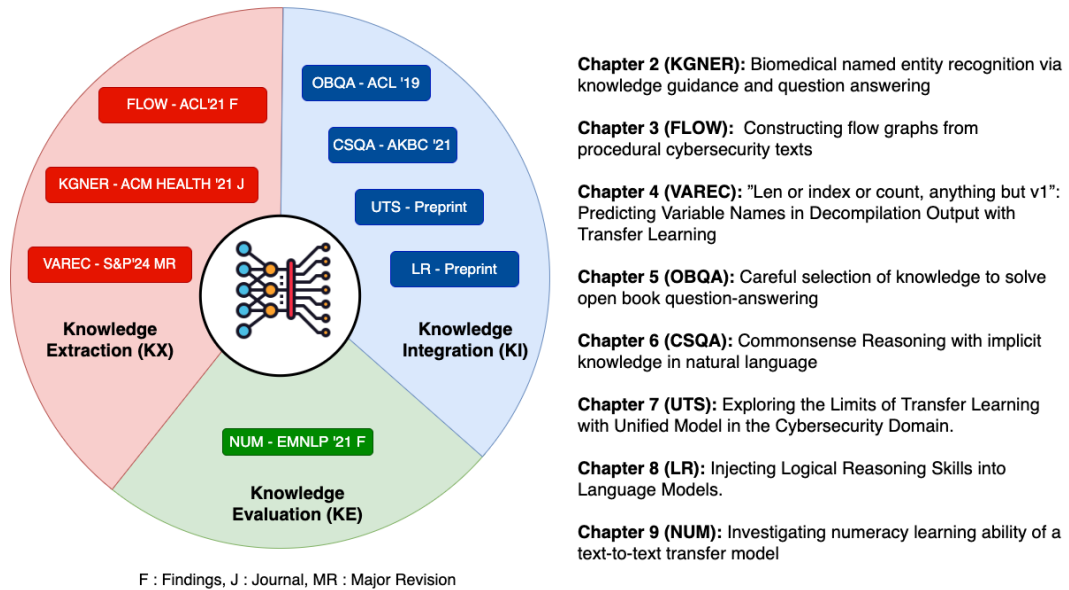 FLOW - ACL'21 F
KGNER - ACM HEALTH '21 J
VAREC - S&P'24 MR
Knowledge
Extraction (KX)
OBQA - ACL '19
CSQA - AKBC '21
UTS - Preprint
LR - Preprint
Knowledge
Integration (KI)
NUM - EMNLP '21 F
Knowledge
Evaluation (KE)
F : Findings, J : Journal, MR : Major Revision
Chapter 2 (KGNER): Biomedical named entity recognition via
knowledge guidance and question answering
Chapter 3 (FLOW): Constructing flow graphs from
procedural cybersecurity texts
Chapter 4 (VAREC): ”Len or index or count, anything but v1”:
Predicting Variable Names in Decompilation Output with
Transfer Learning
Chapter 5 (OBQA): Careful selection of knowledge to solve
open book question-answering
Chapter 6 (CSQA): Commonsense Reasoning with implicit
knowledge in natural language
Chapter 7 (UTS): Exploring the Limits of Transfer Learning
with Unified Model in the Cybersecurity Domain.
Chapter 8 (LR): Injecting Logical Reasoning Skills into
Language Models.
Chapter 9 (NUM): Investigating numeracy learning ability of a
text-to-text transfer model